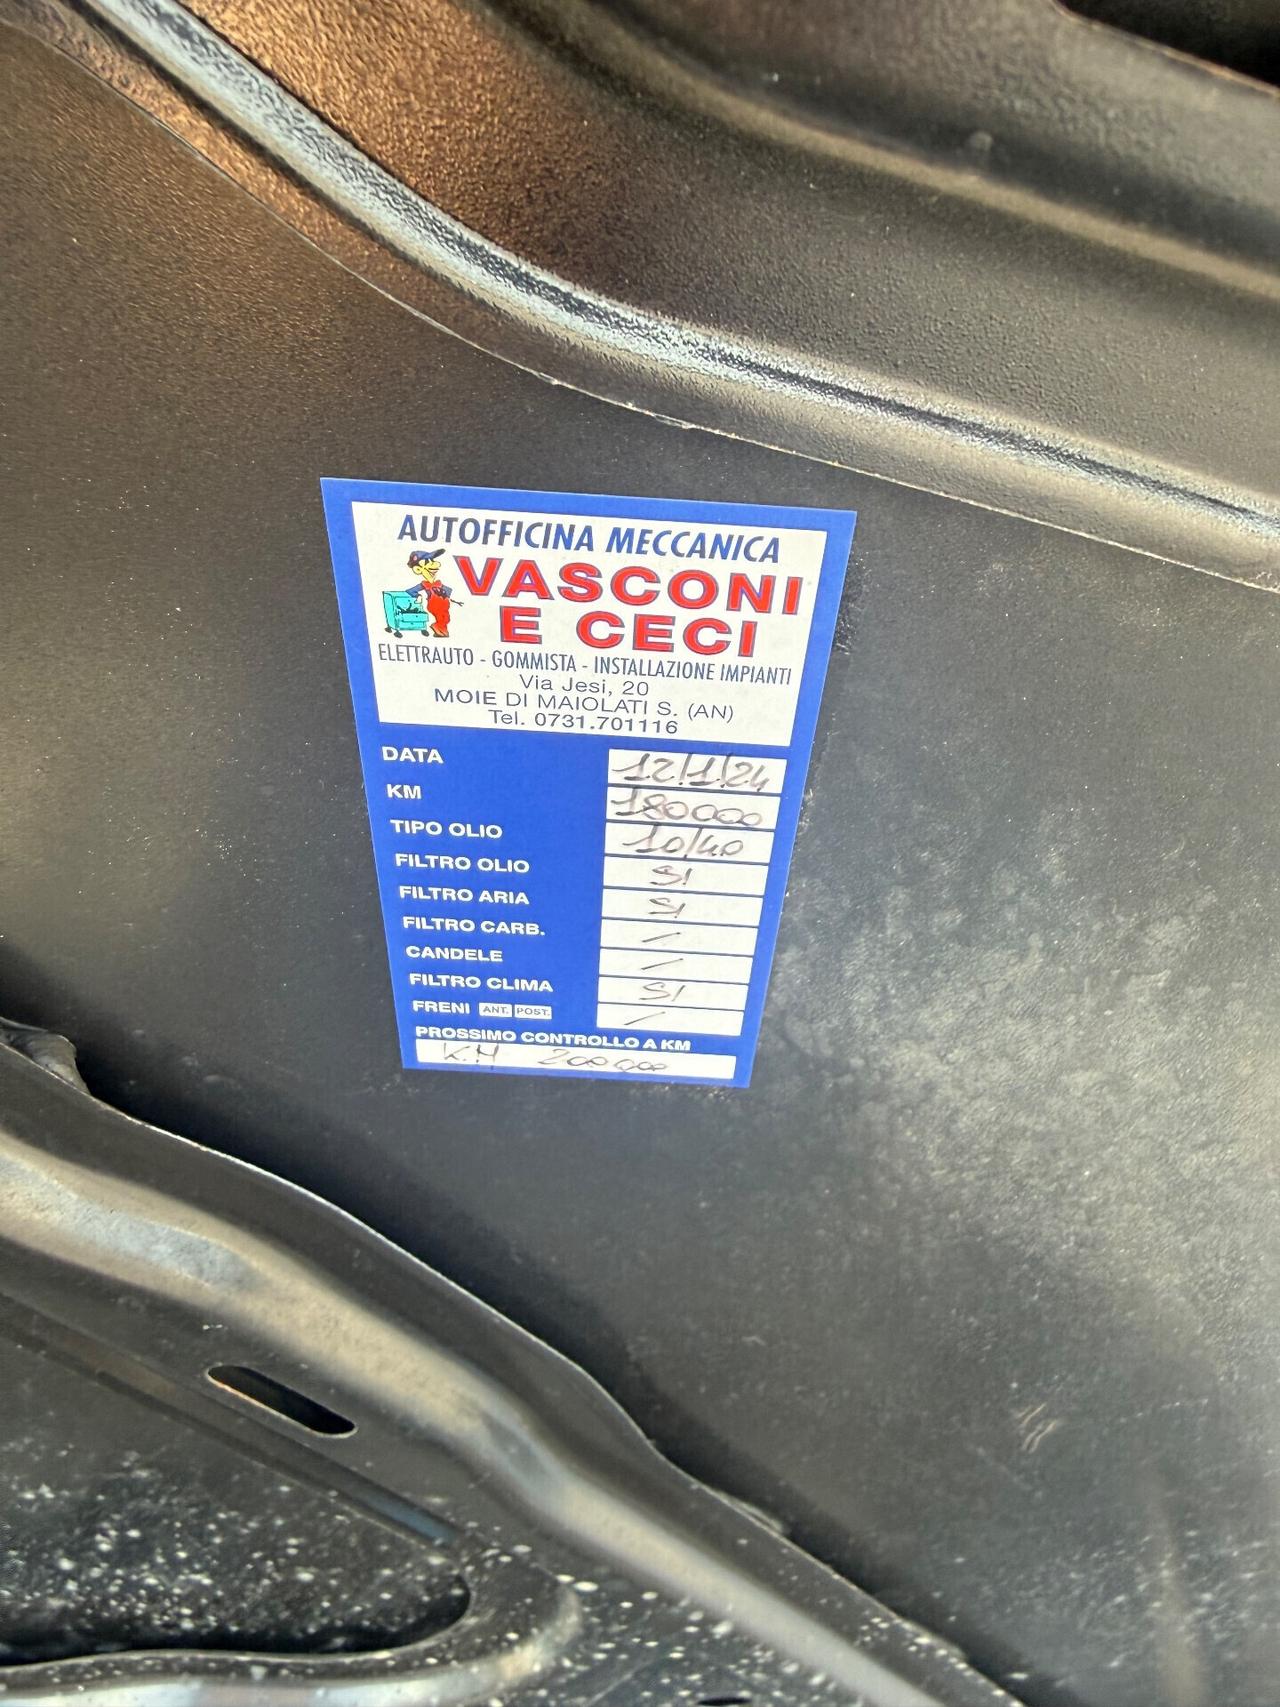 AUTOFFICINA MECCANICA
VASCONI
E CECI
ELETTRAUTO - GOMMISTA - INSTALLAZIONE IMPIANTI
Via Jesi, 20
MOIE DI MAIOLATI S. (AN)
Tel. 0731.701116
DATA 12/1/24
KM 180000
TIPO OLIO 10/40
FILTRO OLIO SI
FILTRO ARIA SI
FILTRO CARB. /
CANDELE /
FILTRO CLIMA SI
FRENI ANT. POST. /
PROSSIMO CONTROLLO A KM
K.M 200000